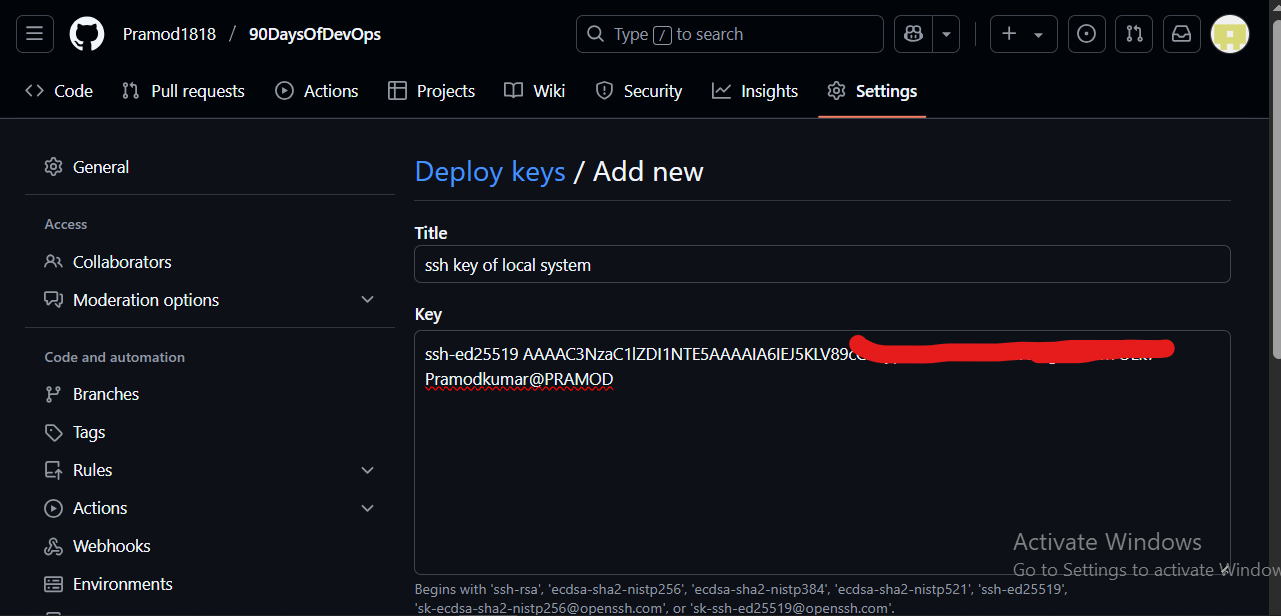 Pramod1818 / 90DaysOfDevOps
Type / to search
Code Pull requests Actions Projects Wiki Security Insights Settings
General
Access
Collaborators
Moderation options
Code and automation
Branches
Tags
Rules
Actions
Webhooks
Environments
Deploy keys / Add new
Title
ssh key of local system
Key
ssh-ed25519
Pramodkumar@PRAMOD
Begins with 'ssh-rsa', 'ecdsa-sha2-nistp256', 'ecdsa-sha2-nistp384', 'ecdsa-sha2-nistp521', 'ssh-ed25519',
'sk-ecdsa-sha2-nistp256@openssh.com', or 'sk-ssh-ed25519@openssh.com'.
Activate Windows
Go to Settings to activate Windows